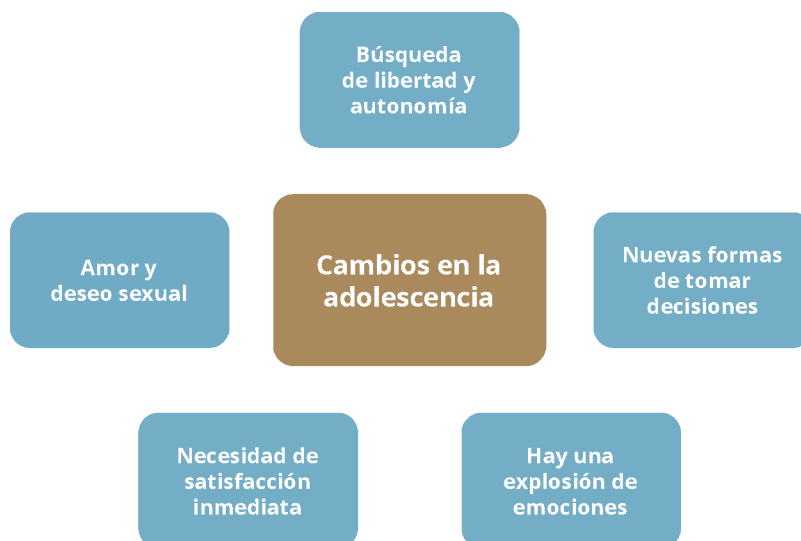 Búsqueda
de libertad y
autonomía
Amor y
deseo sexual
Cambios en la
adolescencia
Nuevas formas
de tomar
decisiones
Necesidad de
satisfacción
inmediata
Hay una
explosión de
emociones